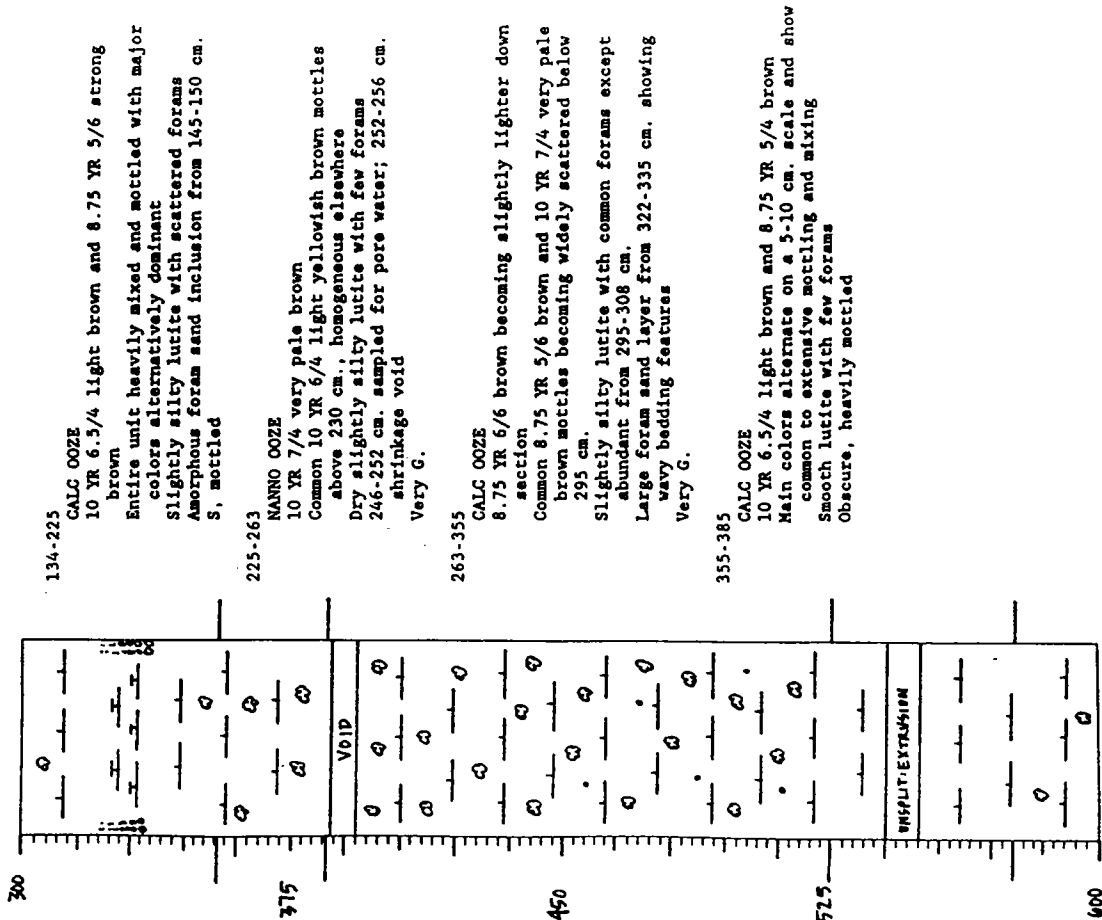 134-225
CALC OOZE
10 YR 6.5/4 light brown and 8.75 YR 5/6 strong
brown
Entire unit heavily mixed and mottled with major
colors alternatively dominant
Slightly silty lutite with scattered forams
Amorphous foram sand inclusion from 145-150 cm.
S, mottled
225-263
NANNO OOZE
10 YR 7/4 very pale brown
Common 10 YR 6/4 light yellowish brown mottles
above 230 cm., homogeneous elsewhere
Dry slightly silty lutite with few forams
246-252 cm. sampled for pore water; 252-256 cm.
shrinkage void
Very G.
263-355
CALC OOZE
8.75 YR 6/6 brown becoming slightly lighter down
section
Common 8.75 YR 5/6 brown and 10 YR 7/4 very pale
brown mottles becoming widely scattered below
295 cm.
Slightly silty lutite with common forams except
abundant from 295-308 cm.
Large foram sand layer from 322-335 cm. showing
wavy bedding features
Very G.
355-385
CALC OOZE
10 YR 6.5/4 light brown and 8.75 YR 5/4 brown
Main colors alternate on a 5-10 cm. scale and show
common to extensive mottling and mixing
Smooth lutite with few forams
Obscure, heavily mottled
300
375
450
525
600
VOID
UNSPLIT:EXTRUSION